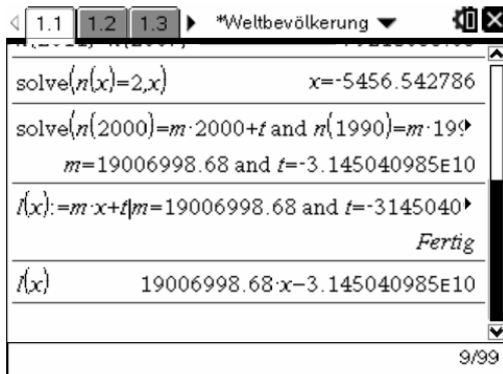 1.1 1.2 1.3 *Weltbevölkerung
solve(n(x)=2,x) x=-5456.542786
solve(n(2000)=m·2000+t and n(1990)=m·199
m=19006998.68 and t=-3.145040985E10
l(x):=m·x+t|m=19006998.68 and t=-3145040
Fertig
l(x) 19006998.68·x-3.145040985E10
9/99